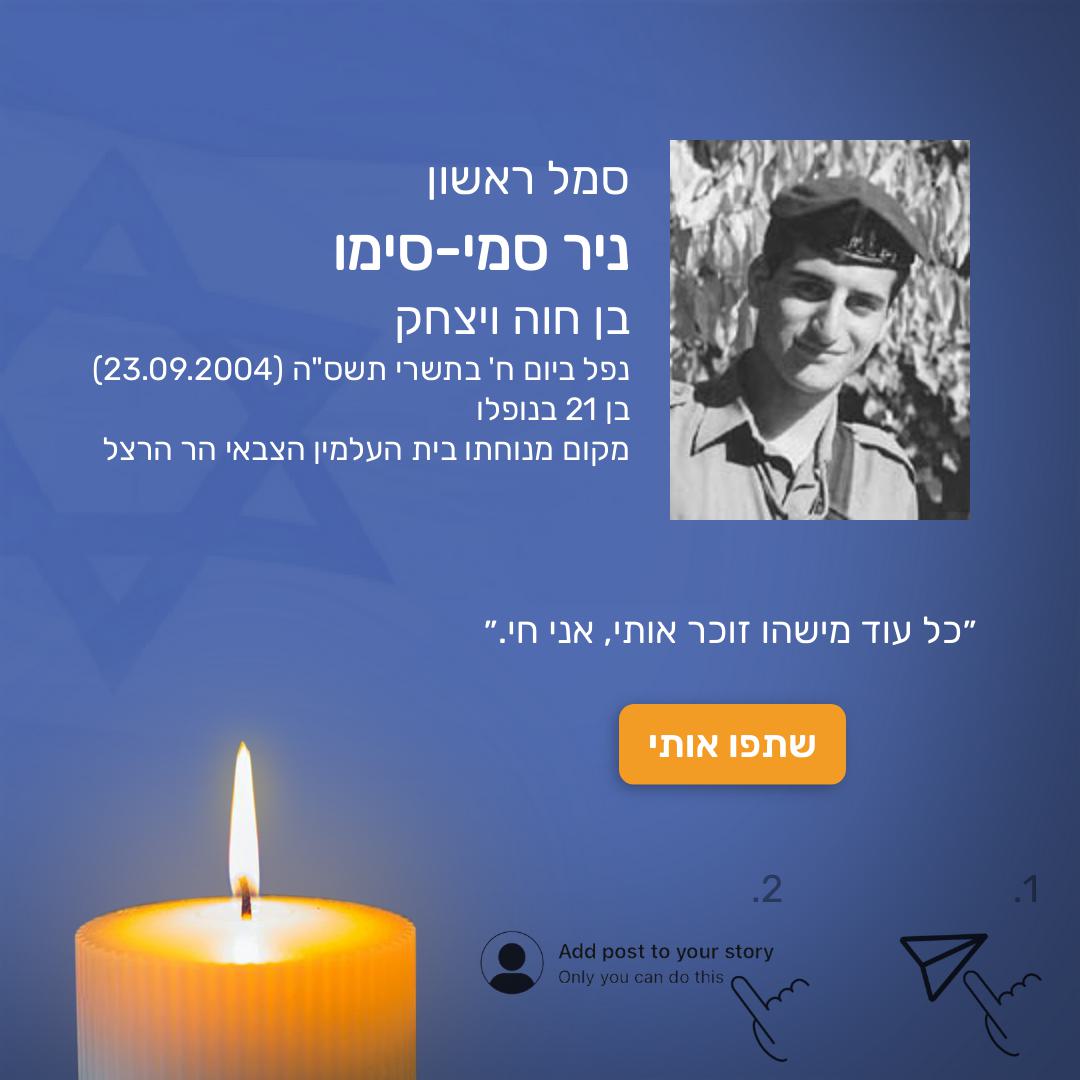 סמל ראשון
ניר סמי-סימו
בן חוה ויצחק
נפל ביום ח' בתשרי תשס"ה (23.09.2004)
בן 21 בנופלו
מקום מנוחתו בית העלמין הצבאי הר הרצל
״כל עוד מישהו זוכר אותי, אני חי.״
שתפו אותי
1.
2.
Add post to your story
Only you can do this